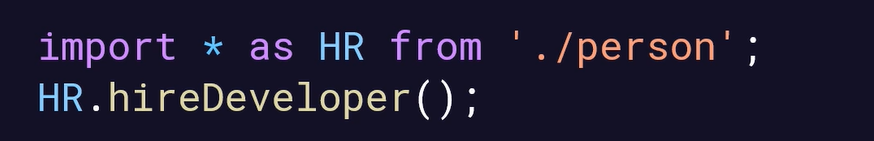 import * as HR from './person';
HR.hireDeveloper();